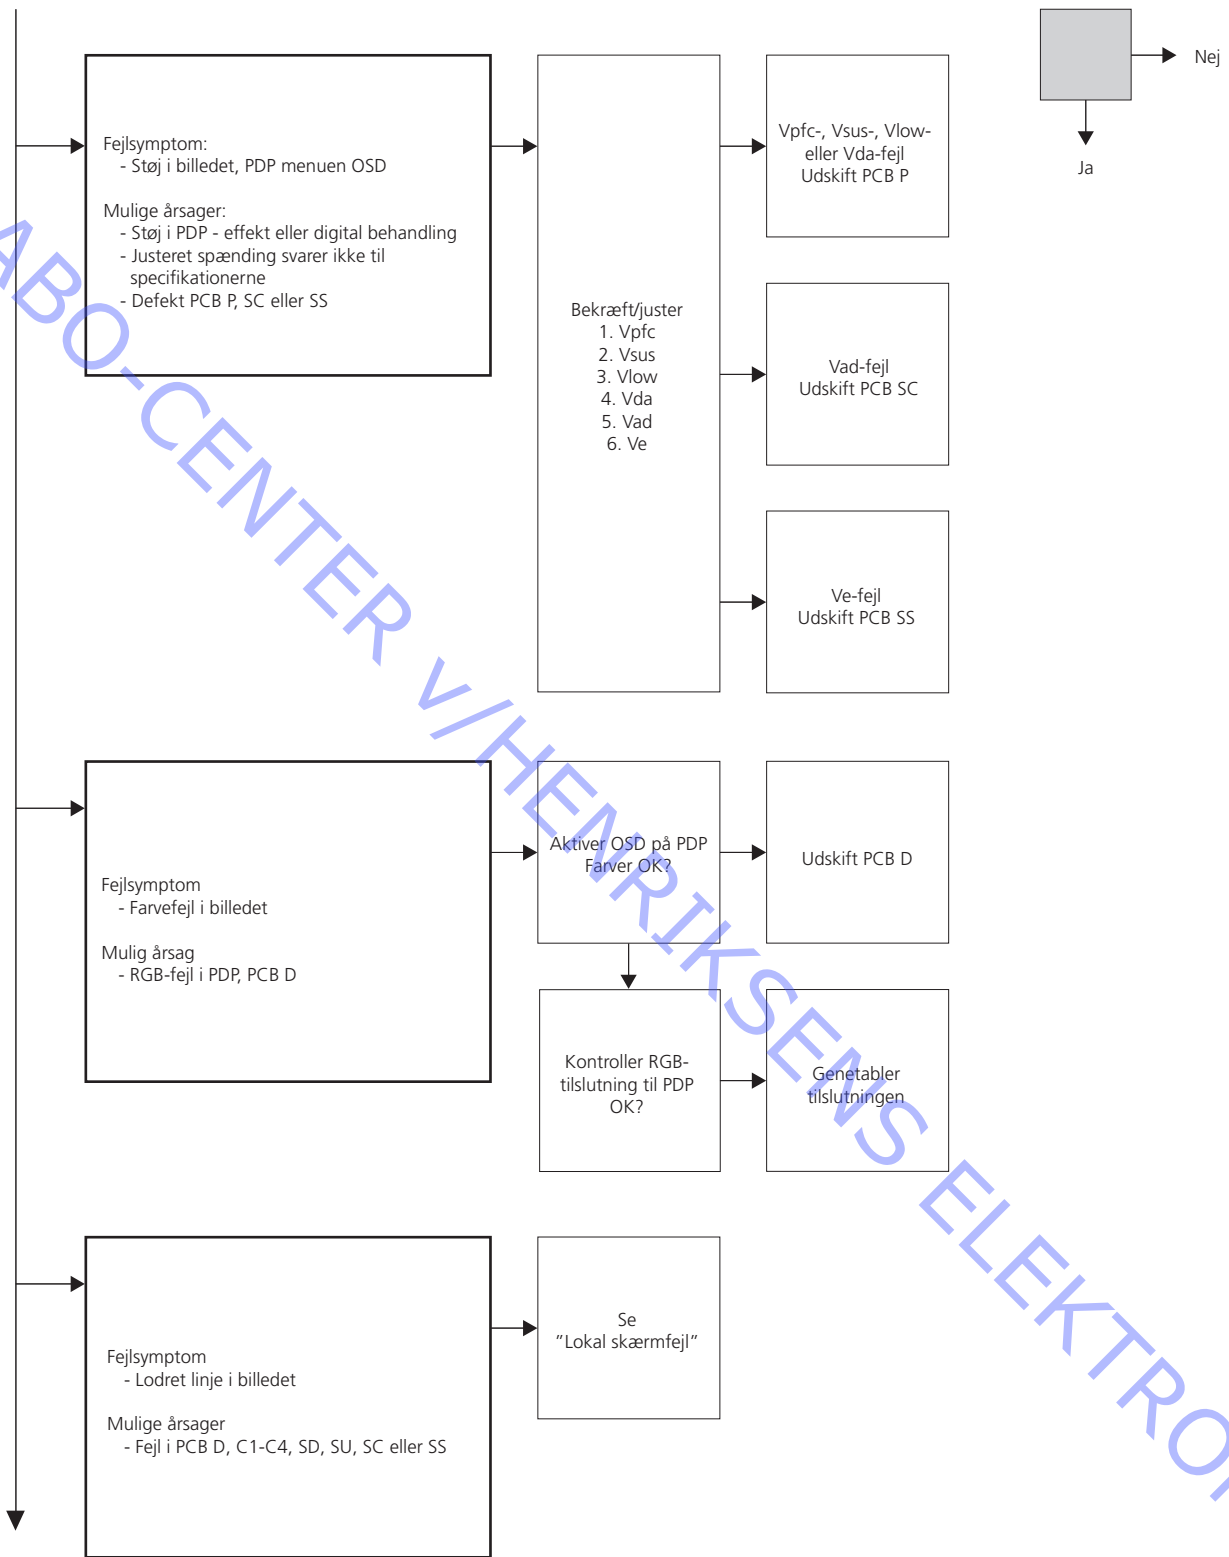 Nej
Ja
Fejlsymptom:
- Støj i billedet, PDP menuen OSD
Mulige årsager:
- Støj i PDP - effekt eller digital behandling
- Justeret spænding svarer ikke til
specifikationerne
- Defekt PCB P, SC eller SS
Bekræft/juster
1. Vpfc
2. Vsus
3. Vlow
4. Vda
5. Vad
6. Ve
Vpfc-, Vsus-, Vlow-
eller Vda-fejl
Udskift PCB P
Vad-fejl
Udskift PCB SC
Ve-fejl
Udskift PCB SS
Fejlsymptom
- Farvefejl i billedet
Mulig årsag
- RGB-fejl i PDP, PCB D
Aktiver OSD på PDP
Farver OK?
Udskift PCB D
Kontroller RGB-
tilslutning til PDP
OK?
Genetabler
tilslutningen
Fejlsymptom
- Lodret linje i billedet
Mulige årsager
- Fejl i PCB D, C1-C4, SD, SU, SC eller SS
Se
"Lokal skærmfejl"
ABO-CENTER v/HENRIKSENS ELEKTRO